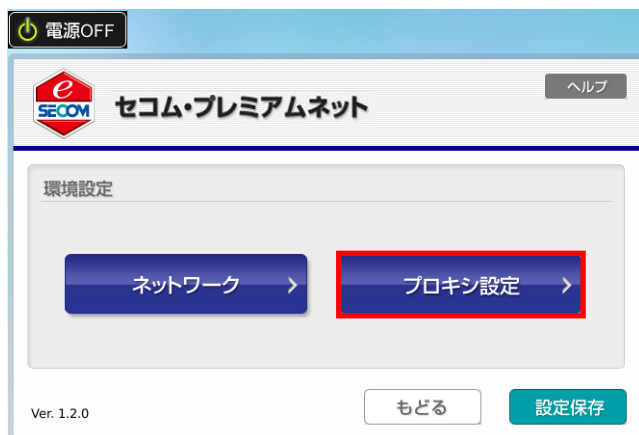 電源OFF
e
SECOM
セコム・プレミアムネット
ヘルプ
環境設定
ネットワーク
プロキシ設定
Ver. 1.2.0
もどる
設定保存